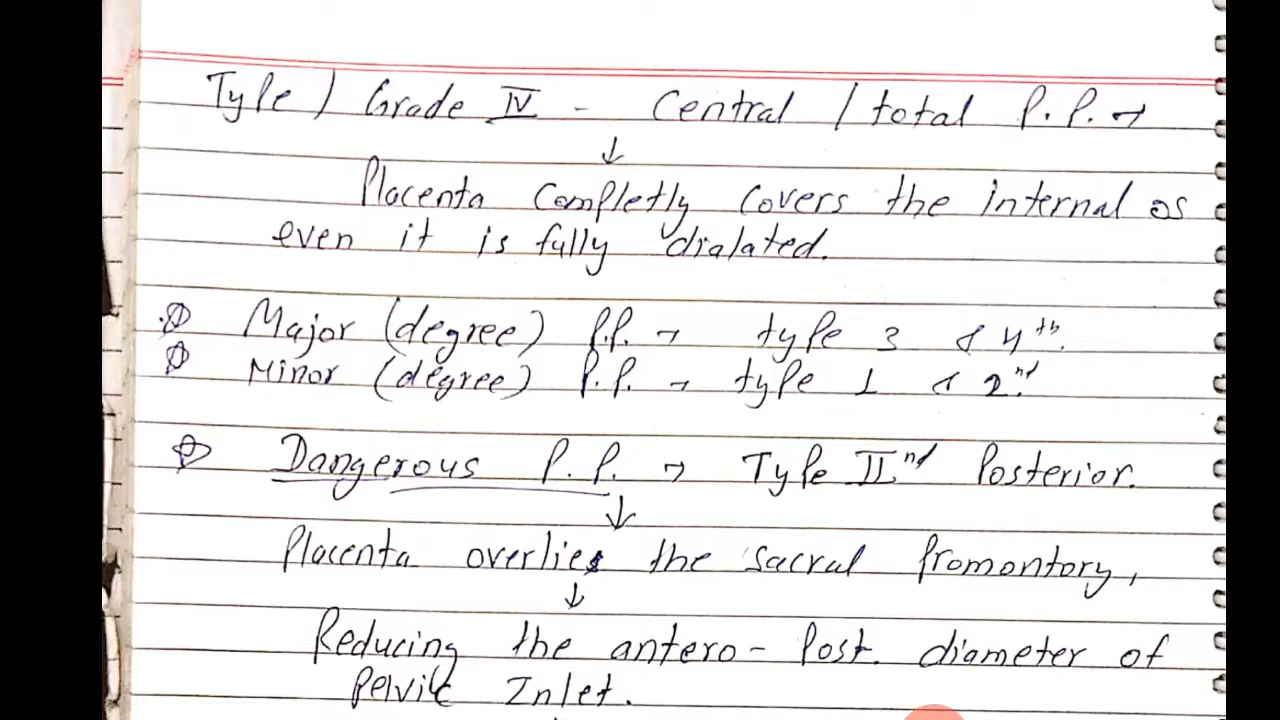 Type / Grade IV - Central / total P.P. →
↓
Placenta completly covers the internal os
even it is fully dialated.
Major (degree) P.P. → type 3 & 4th.
Minor (degree) P.P. → type 1 & 2nd.
Dangerous P.P. → Type IInd Posterior.
↓
Placenta overlies the sacral promontory,
↓
Reducing the antero - Post. diameter of
Pelvic Inlet.